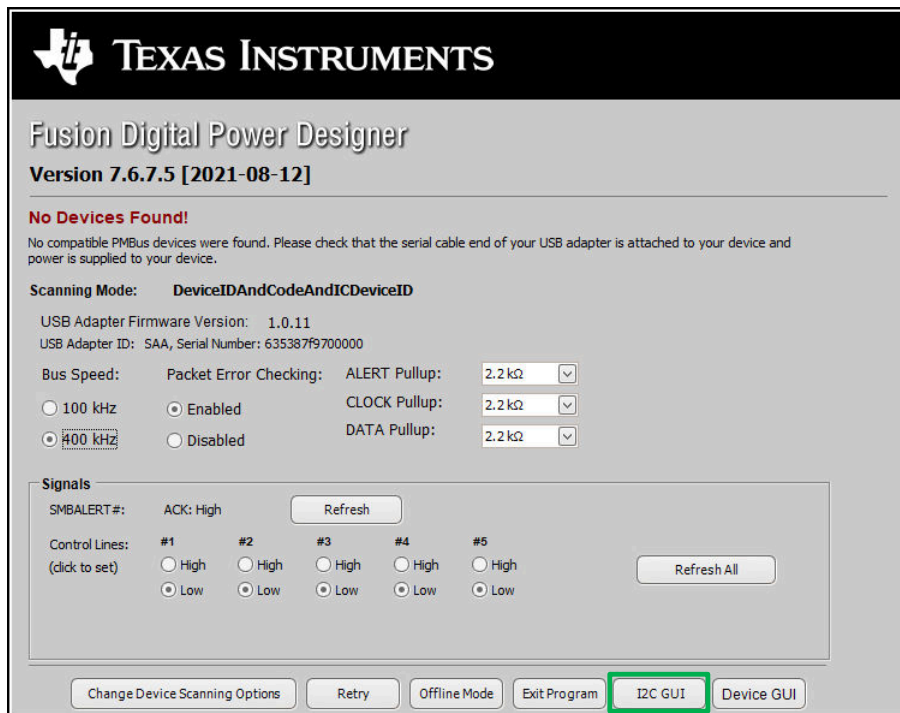 TEXAS INSTRUMENTS
Fusion Digital Power Designer
Version 7.6.7.5 [2021-08-12]
No Devices Found!
No compatible PMBus devices were found. Please check that the serial cable end of your USB adapter is attached to your device and
power is supplied to your device.
Scanning Mode: DeviceIDAndCodeAndICDeviceID
USB Adapter Firmware Version: 1.0.11
USB Adapter ID: SAA, Serial Number: 635387f9700000
Bus Speed: Packet Error Checking: ALERT Pullup: 2.2 kΩ
100 kHz Enabled CLOCK Pullup: 2.2 kΩ
400 kHz Disabled DATA Pullup: 2.2 kΩ
Signals
SMBALERT#: ACK: High Refresh
Control Lines: #1 #2 #3 #4 #5
(click to set) High High High High High Refresh All
Low Low Low Low Low
Change Device Scanning Options Retry Offline Mode Exit Program I2C GUI Device GUI